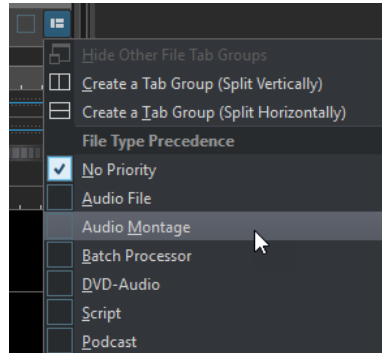 Hide Other File Tab Groups
Create a Tab Group (Split Vertically)
Create a Tab Group (Split Horizontally)
File Type Precedence
No Priority
Audio File
Audio Montage
Batch Processor
DVD-Audio
Script
Podcast